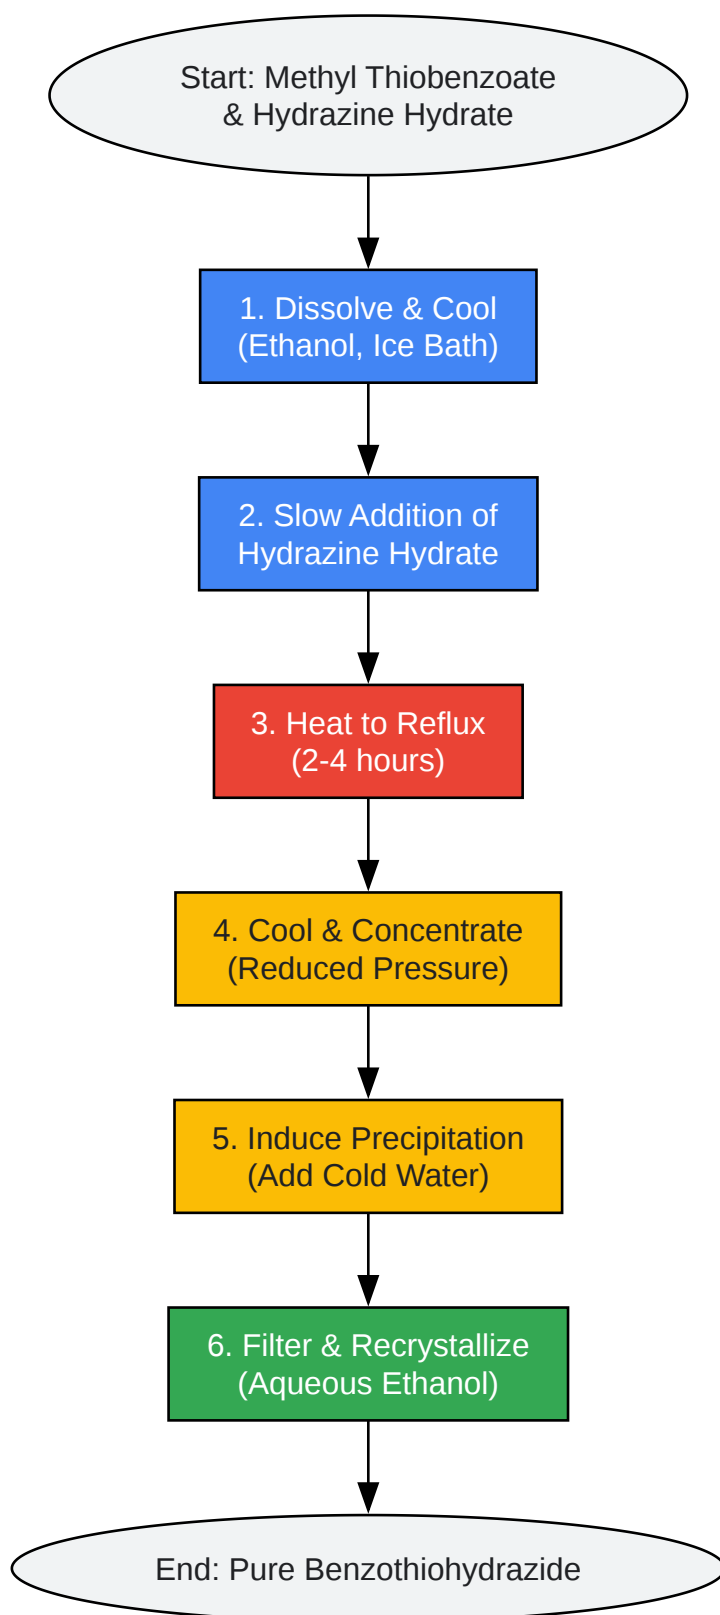 Start: Methyl Thiobenzoate
& Hydrazine Hydrate
1. Dissolve & Cool
(Ethanol, Ice Bath)
2. Slow Addition of
Hydrazine Hydrate
3. Heat to Reflux
(2-4 hours)
4. Cool & Concentrate
(Reduced Pressure)
5. Induce Precipitation
(Add Cold Water)
6. Filter & Recrystallize
(Aqueous Ethanol)
End: Pure Benzothiohydrazide